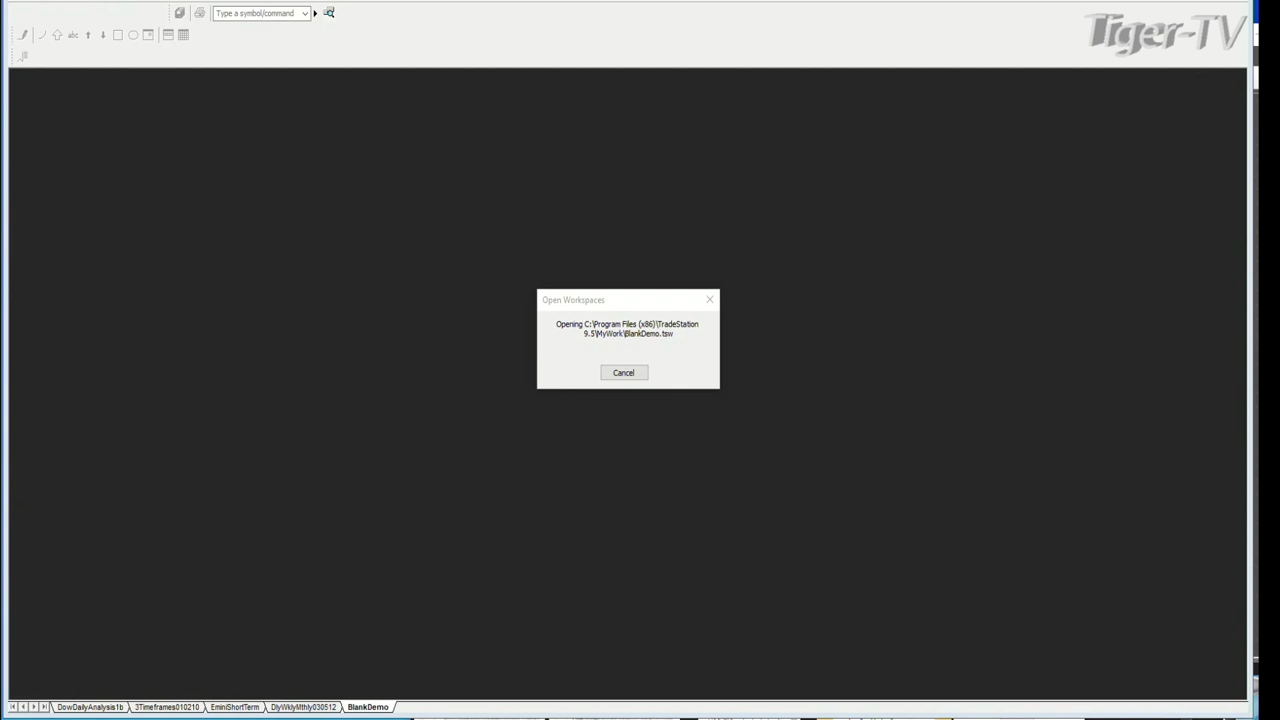 Type a symbol/command
Tiger-TV
abc
Open Workspaces
Opening C:\Program Files (x86)\TradeStation
9.5\MyWork\BlankDemo.tsw
Cancel
DowDailyAnalysis1b
3Timeframes010210
EminiShortTerm
DlyWklyMthly030512
BlankDemo